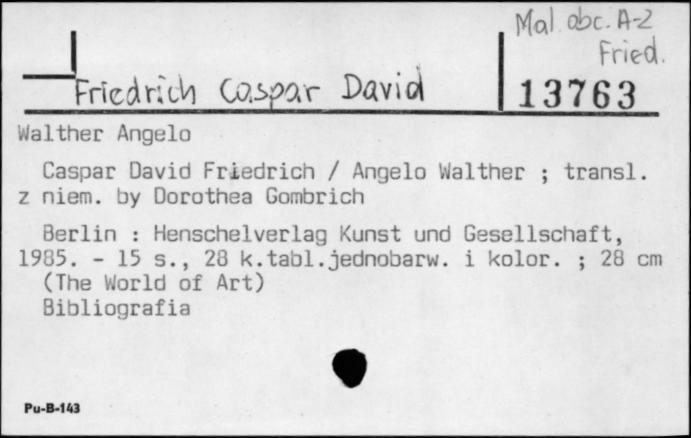 Mal. obc. A-Z
Fried.
Friedrich Caspar David
13763
Walther Angelo
Caspar David Friedrich / Angelo Walther ; transl.
z niem. by Dorothea Gombrich
Berlin : Henschelverlag Kunst und Gesellschaft,
1985. - 15 s., 28 k.tabl.jednobarw. i kolor. ; 28 cm
(The World of Art)
Bibliografia
Pu-B-143